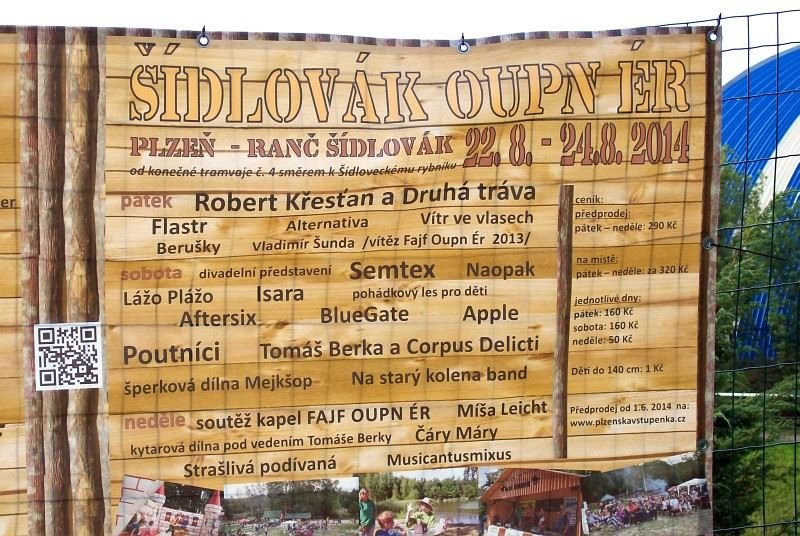 ŠÍDLOVÁK OUPN ÉR
PLZEŇ - RANČ ŠÍDLOVÁK 22. 8. - 24.8. 2014
od konečné tramvaje č. 4 směrem k Šídloveckému rybníku
pátek Robert Křesťan a Druhá tráva
Flastr Alternativa Vítr ve vlasech
Berušky Vladimír Šunda /vítěz Fajf Oupn Ér 2013/
sobota divadelní představení Semtex Naopak
Lážo Plážo Isara pohádkový les pro děti
Aftersix BlueGate Apple
Poutníci Tomáš Berka a Corpus Delicti
šperková dílna Mejkšop Na starý kolena band
neděle soutěž kapel FAJF OUPN ÉR Míša Leicht
kytarová dílna pod vedením Tomáše Berky Čáry Máry
Strašlivá podívaná Musicantusmixus
ceník:
předprodej:
pátek - neděle: 290 Kč
na místě:
pátek - neděle: za 320 Kč
jednotlivé dny:
pátek: 160 Kč
sobota: 160 Kč
neděle: 50 Kč
Děti do 140 cm: 1 Kč
Předprodej od 1.6. 2014 na:
www.plzenskavstupenka.cz
er